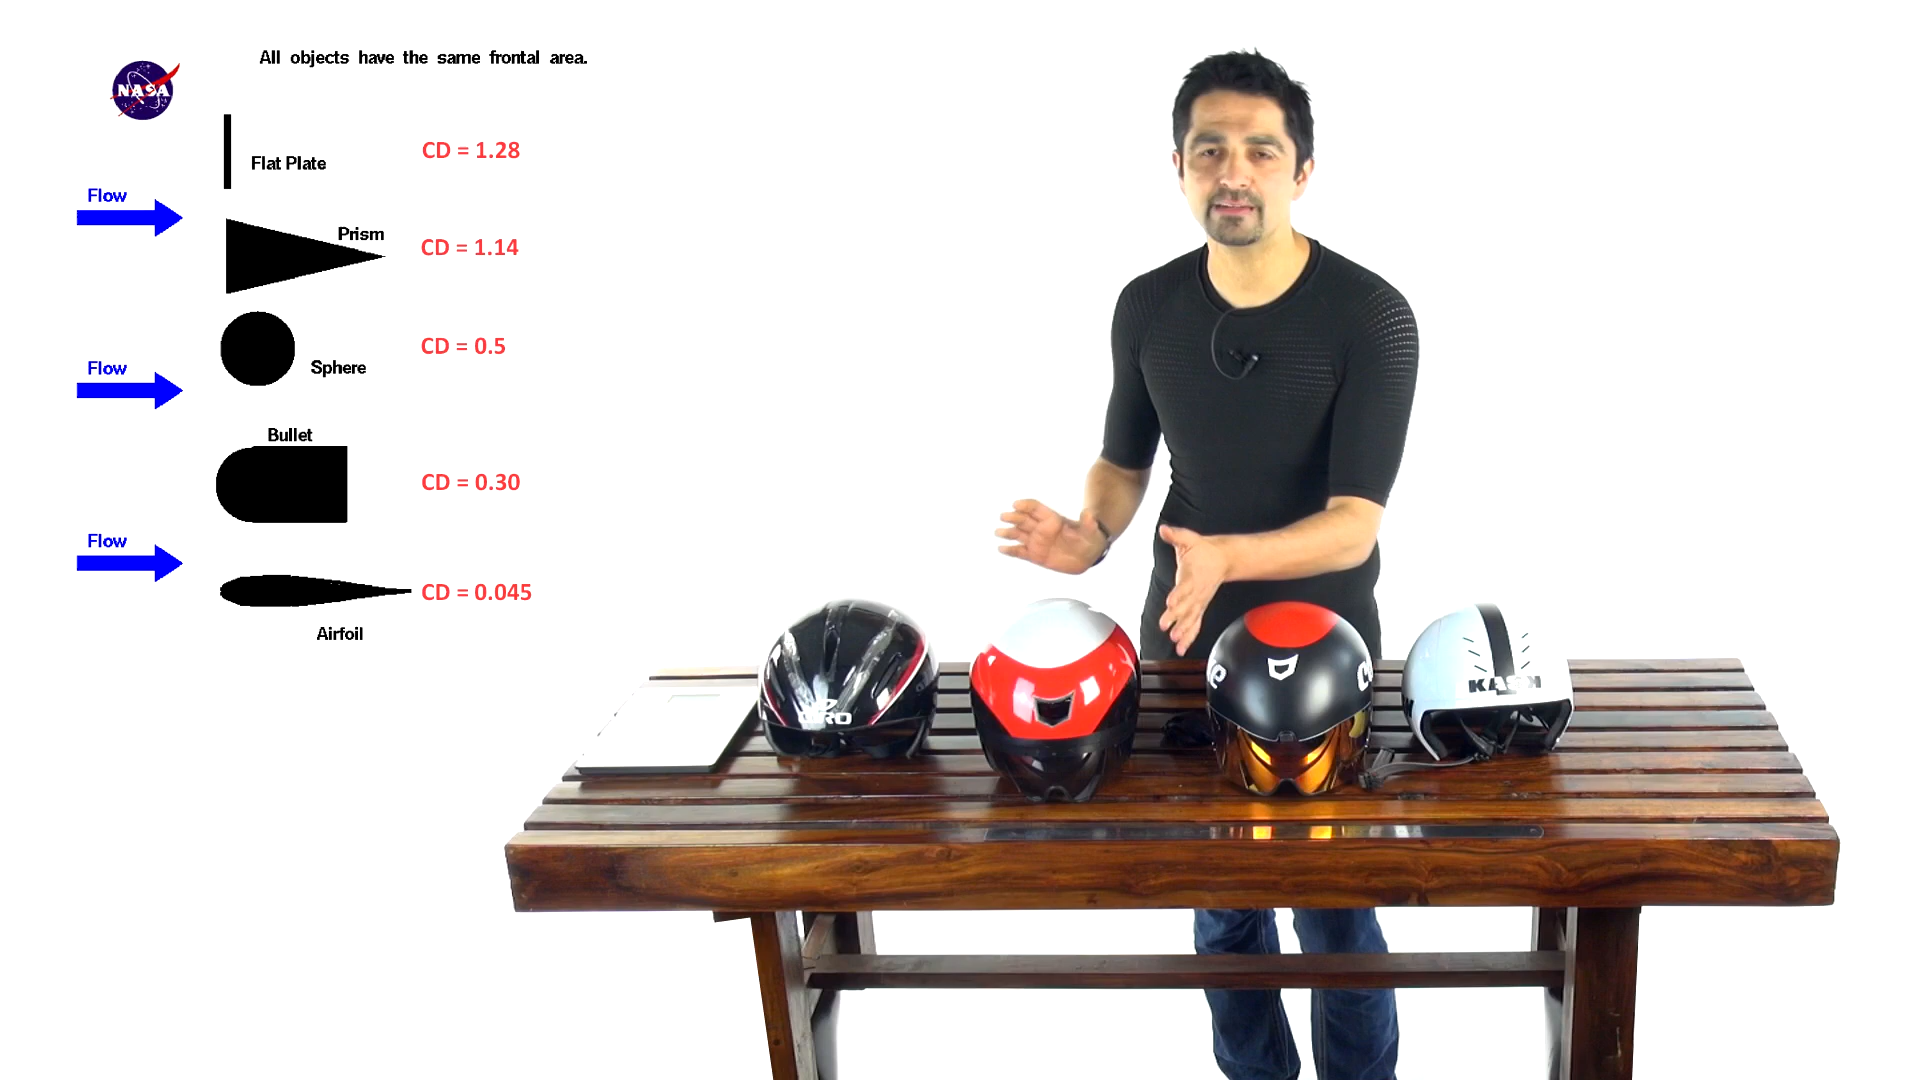 All objects have the same frontal area.
NASA
Flat Plate
CD = 1.28
Flow
Prism
CD = 1.14
Sphere
CD = 0.5
Flow
Bullet
CD = 0.30
Flow
CD = 0.045
Airfoil
GIRO
KASK